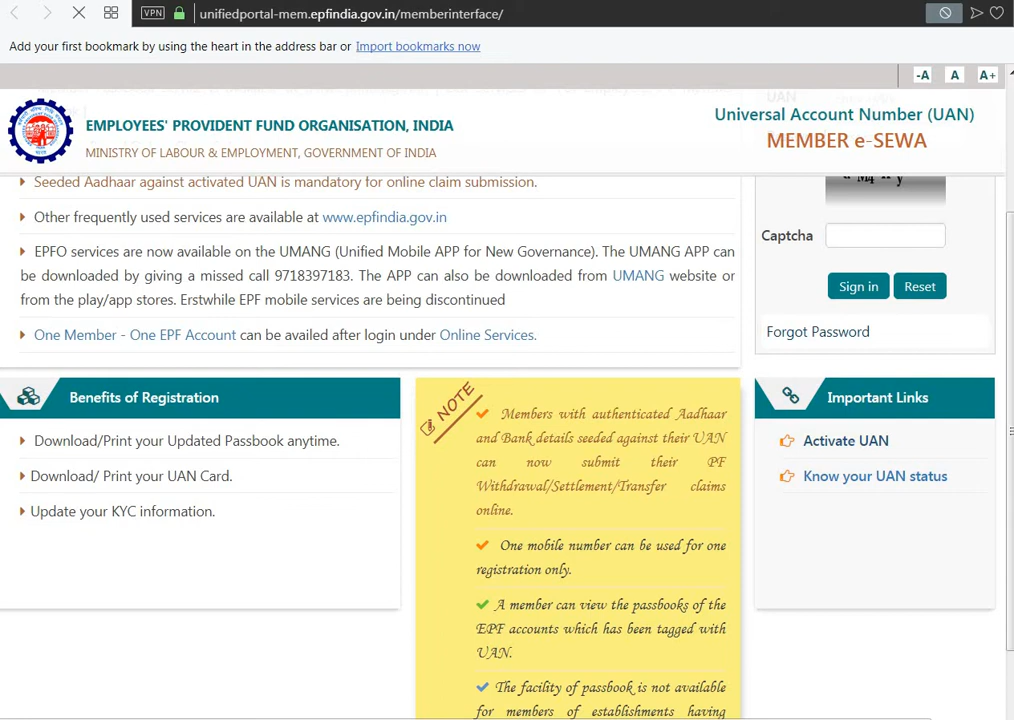 VPN
unifiedportal-mem.epfindia.gov.in/memberinterface/
Add your first bookmark by using the heart in the address bar or Import bookmarks now
-A A A+
EMPLOYEES' PROVIDENT FUND ORGANISATION, INDIA
MINISTRY OF LABOUR & EMPLOYMENT, GOVERNMENT OF INDIA
UAN
Universal Account Number (UAN)
MEMBER e-SEWA
Seeded Aadhaar against activated UAN is mandatory for online claim submission.
Other frequently used services are available at www.epfindia.gov.in
EPFO services are now available on the UMANG (Unified Mobile APP for New Governance). The UMANG APP can
be downloaded by giving a missed call 9718397183. The APP can also be downloaded from UMANG website or
from the play/app stores. Erstwhile EPF mobile services are being discontinued
One Member - One EPF Account can be availed after login under Online Services.
Captcha
Sign in Reset
Forgot Password
Benefits of Registration
Download/Print your Updated Passbook anytime.
Download/ Print your UAN Card.
Update your KYC information.
NOTE
Members with authenticated Aadhaar
and Bank details seeded against their UAN
can now submit their PF
Withdrawal/Settlement/Transfer claims
online.
One mobile number can be used for one
registration only.
A member can view the passbooks of the
EPF accounts which has been tagged with
UAN.
The facility of passbook is not available
for members of establishments having
Important Links
Activate UAN
Know your UAN status